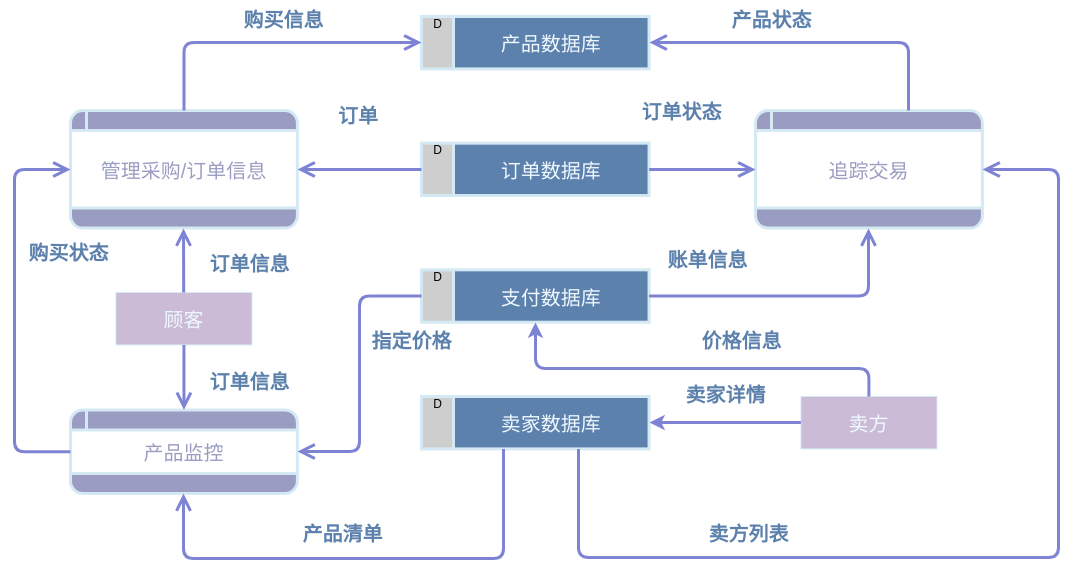 购买信息
D
产品数据库
产品状态
订单
订单状态
管理采购/订单信息
D
订单数据库
追踪交易
购买状态
订单信息
账单信息
D
支付数据库
顾客
指定价格
价格信息
订单信息
卖家详情
D
卖家数据库
卖方
产品监控
产品清单
卖方列表